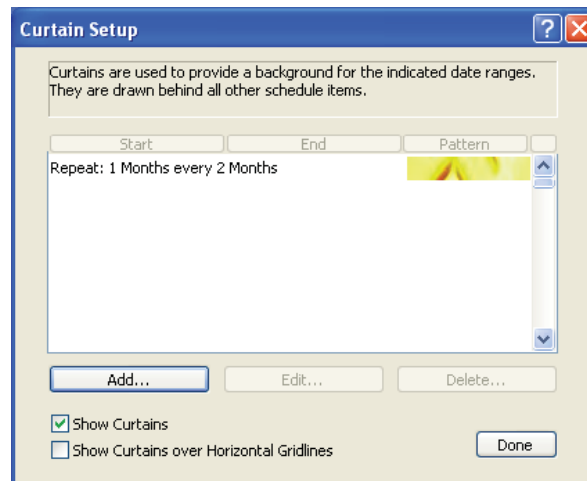 Curtain Setup
Curtains are used to provide a background for the indicated date ranges.
They are drawn behind all other schedule items.
Start End Pattern
Repeat: 1 Months every 2 Months
Add... Edit... Delete...
Show Curtains
Show Curtains over Horizontal Gridlines
Done